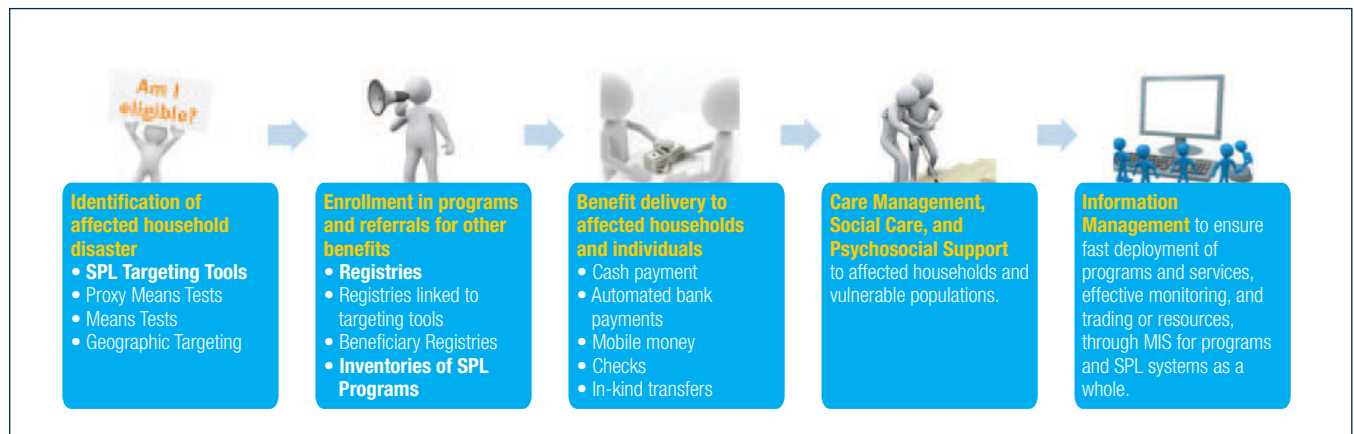 Am I
eligible?
Identification of
affected household
disaster
• SPL Targeting Tools
• Proxy Means Tests
• Means Tests
• Geographic Targeting
Enrollment in programs
and referrals for other
benefits
• Registries
• Registries linked to
targeting tools
• Beneficiary Registries
• Inventories of SPL
Programs
Benefit delivery to
affected households
and individuals
• Cash payment
• Automated bank
payments
• Mobile money
• Checks
• In-kind transfers
Care Management,
Social Care, and
Psychosocial Support
to affected households and
vulnerable populations.
Information
Management to ensure
fast deployment of
programs and services,
effective monitoring, and
trading or resources,
through MIS for programs
and SPL systems as a
whole.